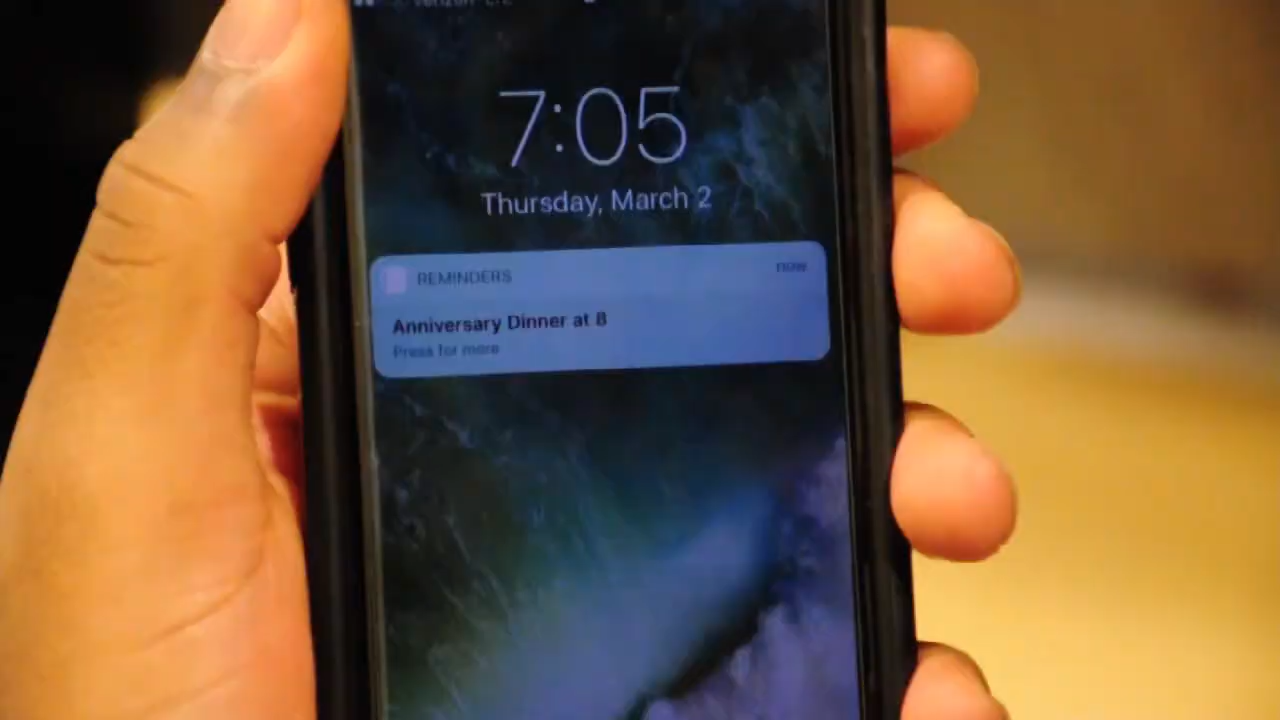 7:05
Thursday, March 2
REMINDERS
now
Anniversary Dinner at 8
Press for more